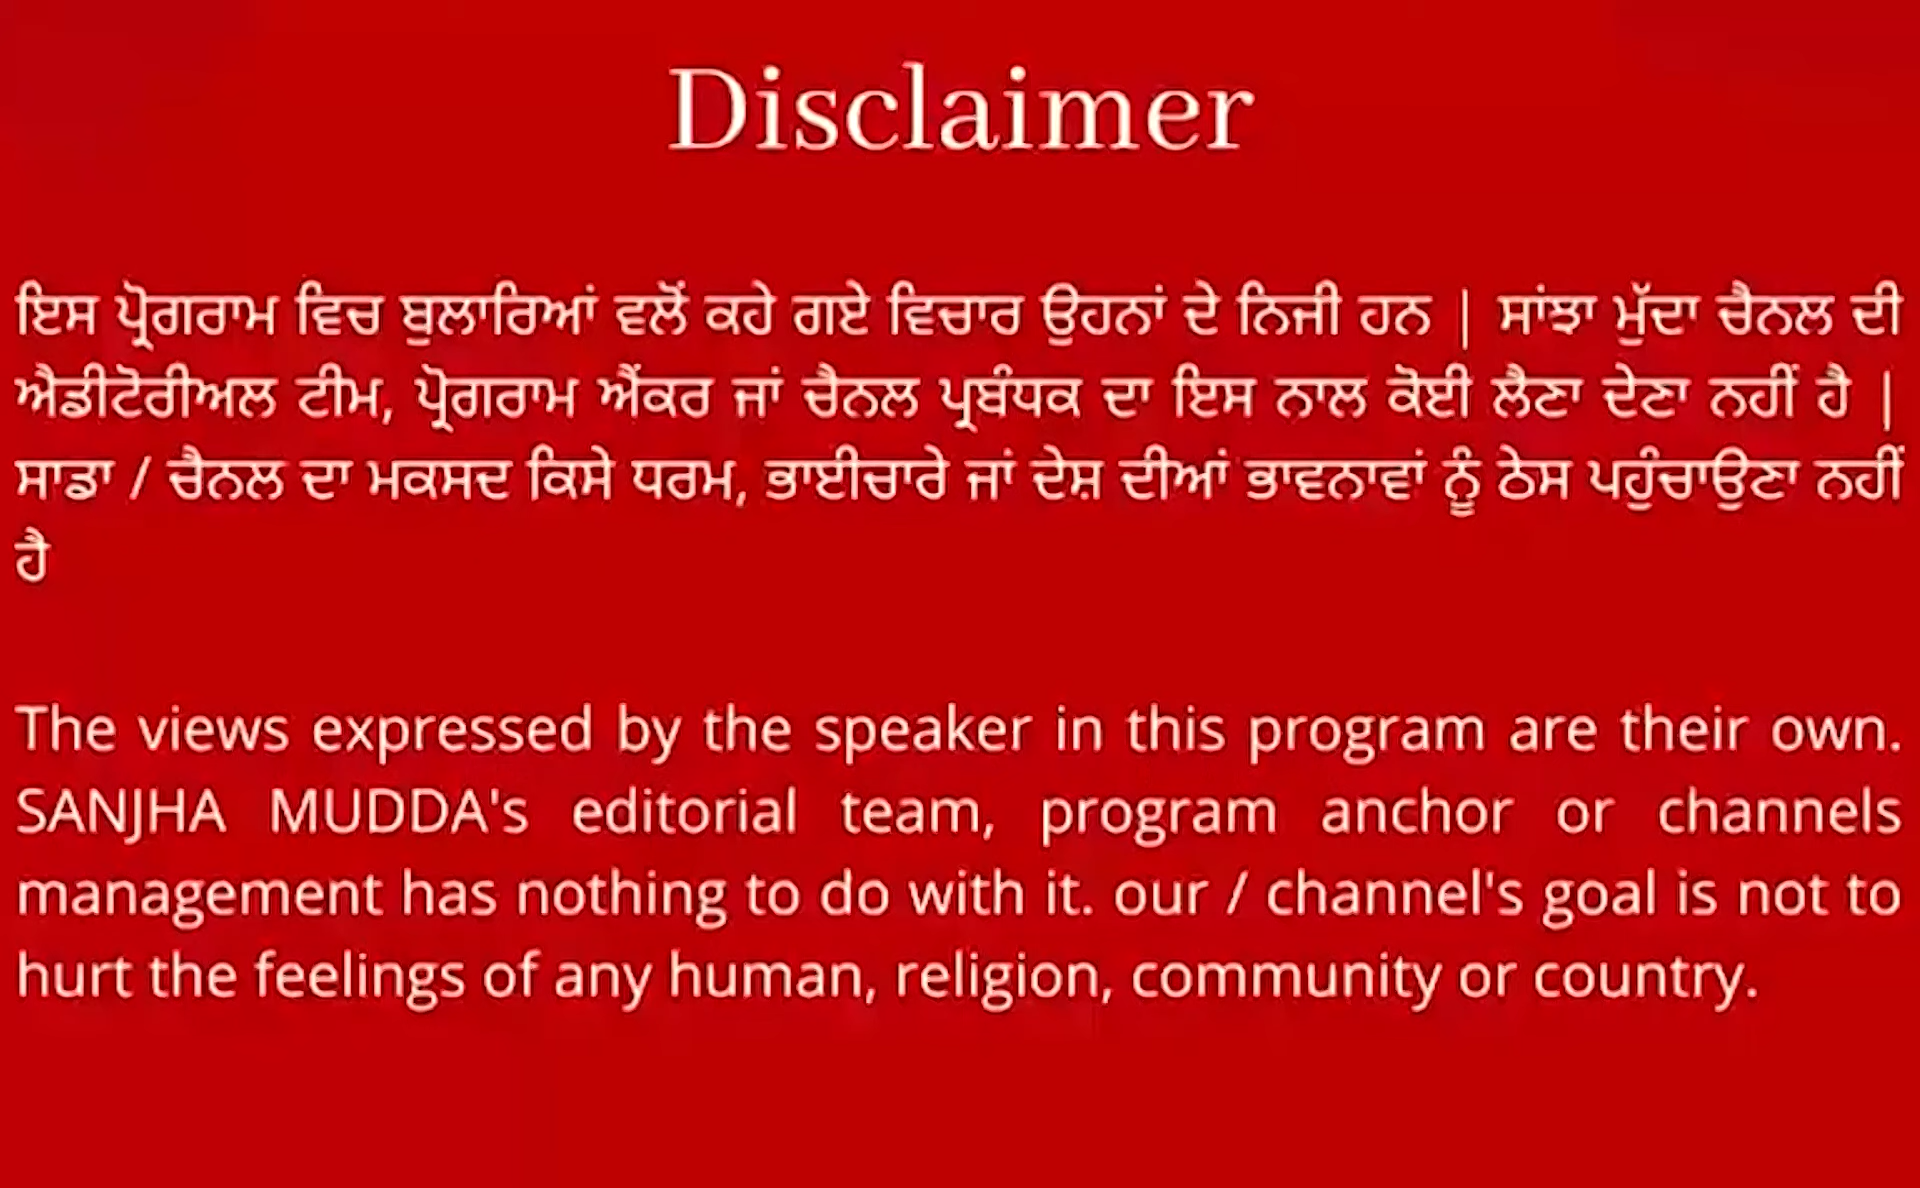 Disclaimer
ਇਸ ਪ੍ਰੋਗਰਾਮ ਵਿਚ ਬੁਲਾਰਿਆਂ ਵਲੋਂ ਕਹੇ ਗਏ ਵਿਚਾਰ ਉਹਨਾਂ ਦੇ ਨਿਜੀ ਹਨ | ਸਾਂਝਾ ਮੁੱਦਾ ਚੈਨਲ ਦੀ
ਐਡੀਟੋਰੀਅਲ ਟੀਮ, ਪ੍ਰੋਗਰਾਮ ਐਂਕਰ ਜਾਂ ਚੈਨਲ ਪ੍ਰਬੰਧਕ ਦਾ ਇਸ ਨਾਲ ਕੋਈ ਲੈਣਾ ਦੇਣਾ ਨਹੀਂ ਹੈ |
ਸਾਡਾ / ਚੈਨਲ ਦਾ ਮਕਸਦ ਕਿਸੇ ਧਰਮ, ਭਾਈਚਾਰੇ ਜਾਂ ਦੇਸ਼ ਦੀਆਂ ਭਾਵਨਾਵਾਂ ਨੂੰ ਠੇਸ ਪਹੁੰਚਾਉਣਾ ਨਹੀਂ
ਹੈ
The views expressed by the speaker in this program are their own.
SANJHA MUDDA's editorial team, program anchor or channels
management has nothing to do with it. our / channel's goal is not to
hurt the feelings of any human, religion, community or country.